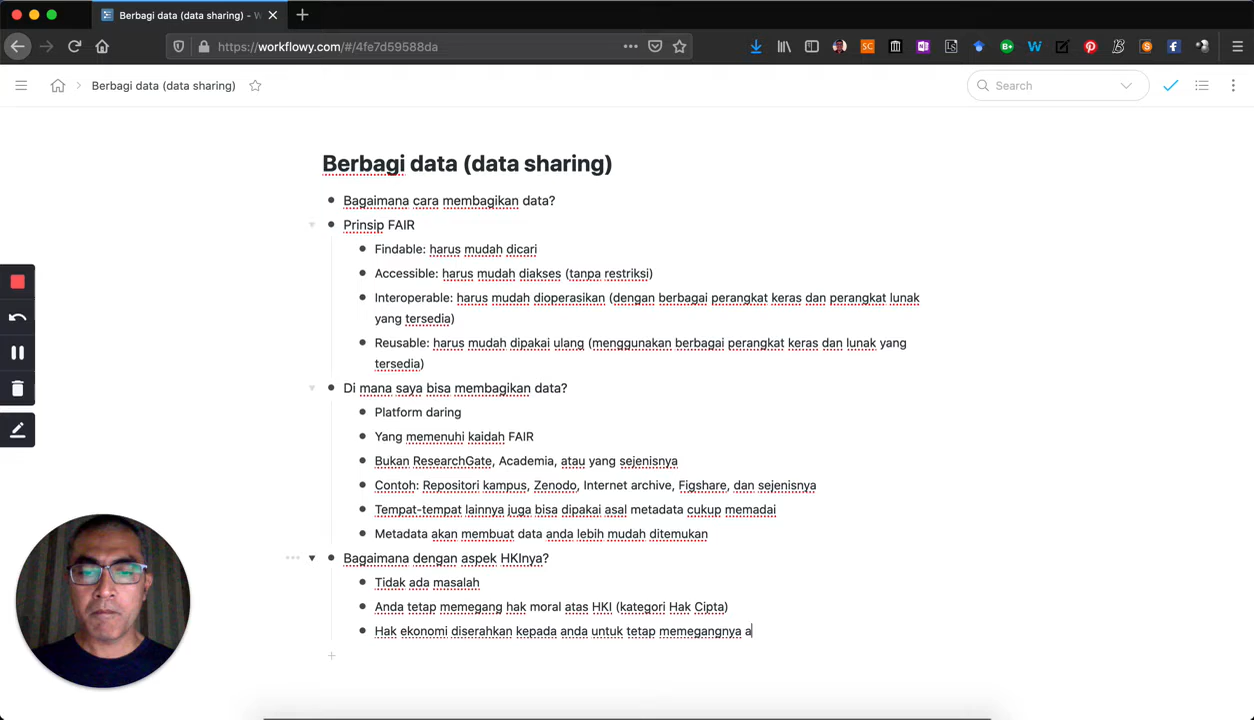 Berbagi data (data sharing) - W
https://workflowy.com/#/4fe7d59588da
Berbagi data (data sharing)
Search
Berbagi data (data sharing)
Bagaimana cara membagikan data?
Prinsip FAIR
Findable: harus mudah dicari
Accessible: harus mudah diakses (tanpa restriksi)
Interoperable: harus mudah dioperasikan (dengan berbagai perangkat keras dan perangkat lunak
yang tersedia)
Reusable: harus mudah dipakai ulang (menggunakan berbagai perangkat keras dan lunak yang
tersedia)
Di mana saya bisa membagikan data?
Platform daring
Yang memenuhi kaidah FAIR
Bukan ResearchGate, Academia, atau yang sejenisnya
Contoh: Repositori kampus, Zenodo, Internet archive, Figshare, dan sejenisnya
Tempat-tempat lainnya juga bisa dipakai asal metadata cukup memadai
Metadata akan membuat data anda lebih mudah ditemukan
Bagaimana dengan aspek HKInya?
Tidak ada masalah
Anda tetap memegang hak moral atas HKI (kategori Hak Cipta)
Hak ekonomi diserahkan kepada anda untuk tetap memegangnya a